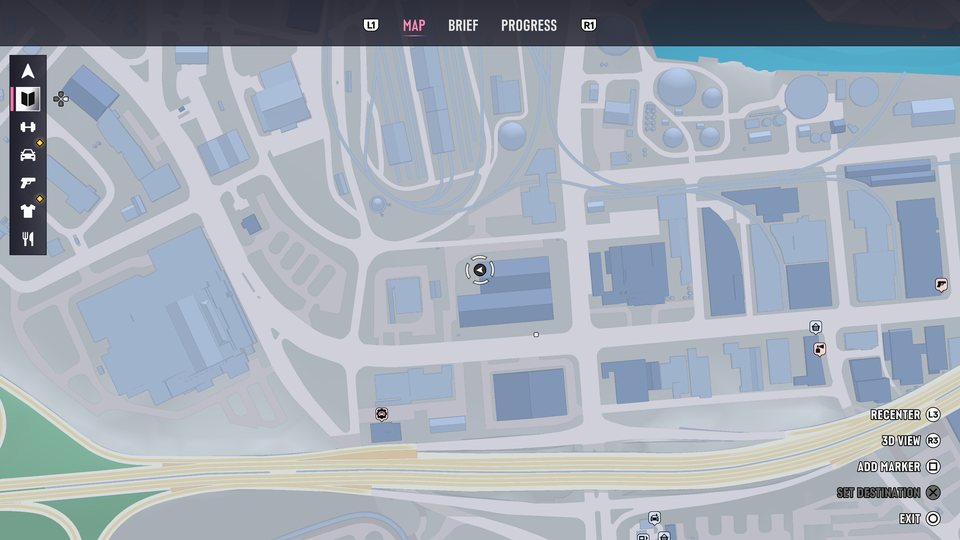 L1 MAP BRIEF PROGRESS R1
RECENTER L3
3D VIEW R3
ADD MARKER
SET DESTINATION
EXIT